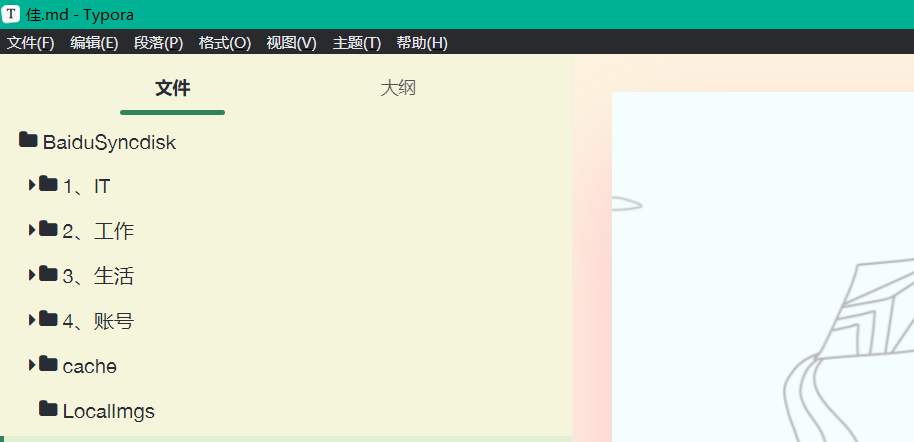 T 佳.md - Typora
文件(F) 编辑(E) 段落(P) 格式(O) 视图(V) 主题(T) 帮助(H)
文件 大纲
BaiduSyncdisk
1、IT
2、工作
3、生活
4、账号
cache
LocalImgs